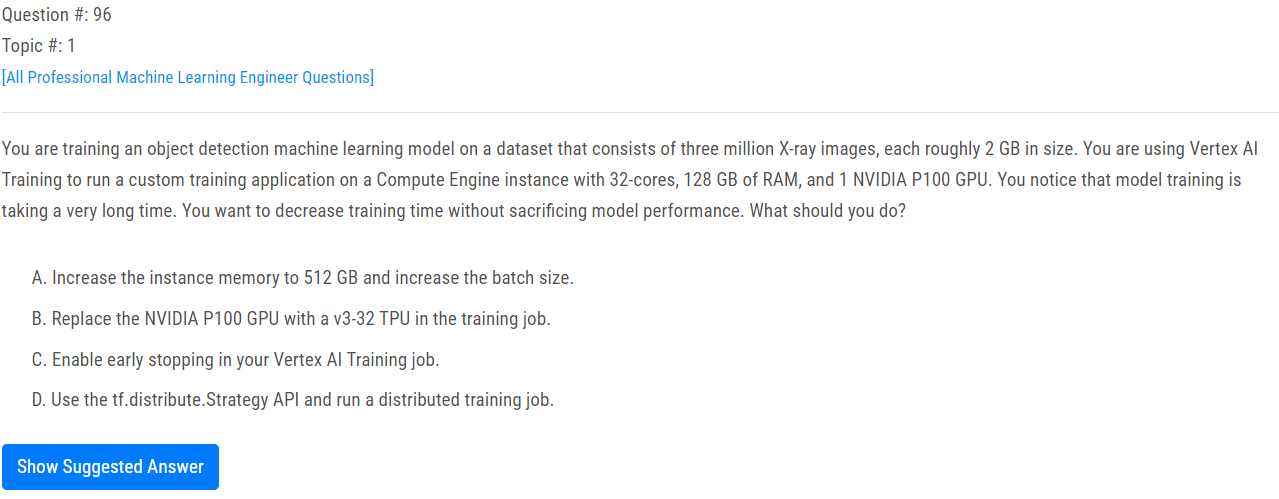 Question #: 96
Topic #: 1
[All Professional Machine Learning Engineer Questions]
You are training an object detection machine learning model on a dataset that consists of three million X-ray images, each roughly 2 GB in size. You are using Vertex AI
Training to run a custom training application on a Compute Engine instance with 32-cores, 128 GB of RAM, and 1 NVIDIA P100 GPU. You notice that model training is
taking a very long time. You want to decrease training time without sacrificing model performance. What should you do?
A. Increase the instance memory to 512 GB and increase the batch size.
B. Replace the NVIDIA P100 GPU with a v3-32 TPU in the training job.
C. Enable early stopping in your Vertex AI Training job.
D. Use the tf.distribute.Strategy API and run a distributed training job.
Show Suggested Answer